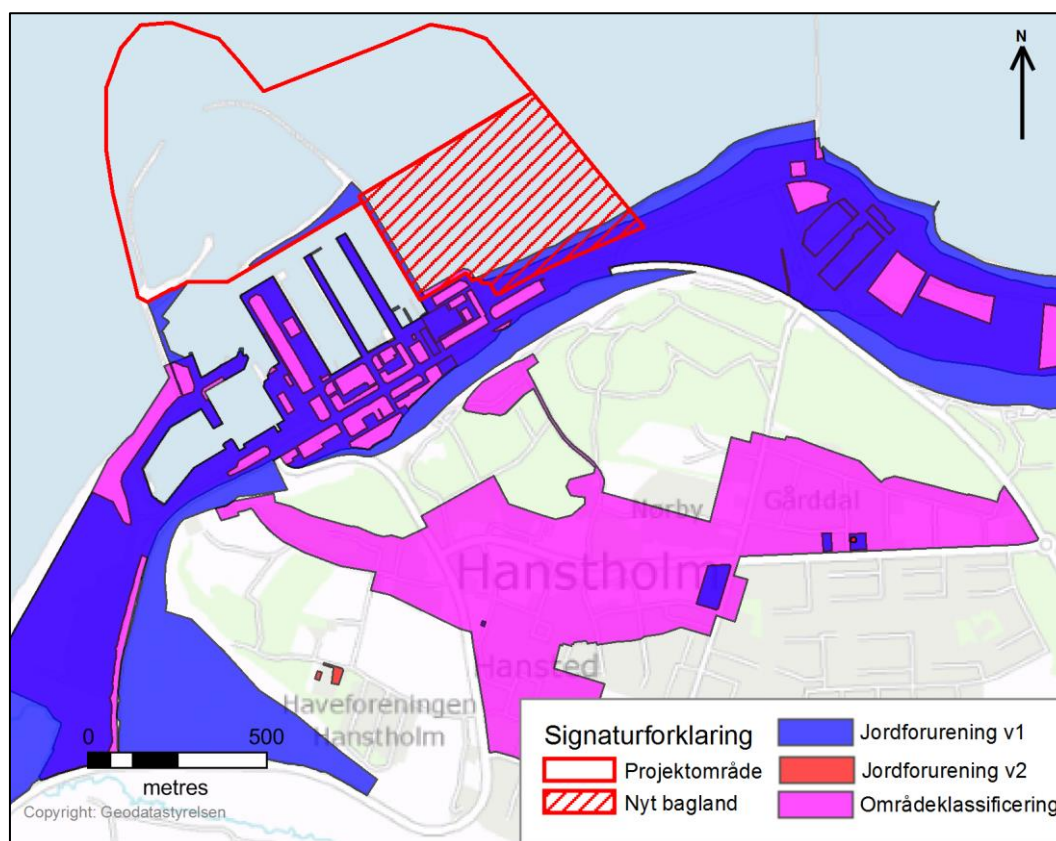 N
Nørby
Gårddal
Hanstholm
Hansted
Haveforeningen
Hanstholm
0 500
metres
Copyright: Geodatastyrelsen
Signaturforklaring
Projektområde
Nyt bagland
Jordforurening v1
Jordforurening v2
Områdeklassificering